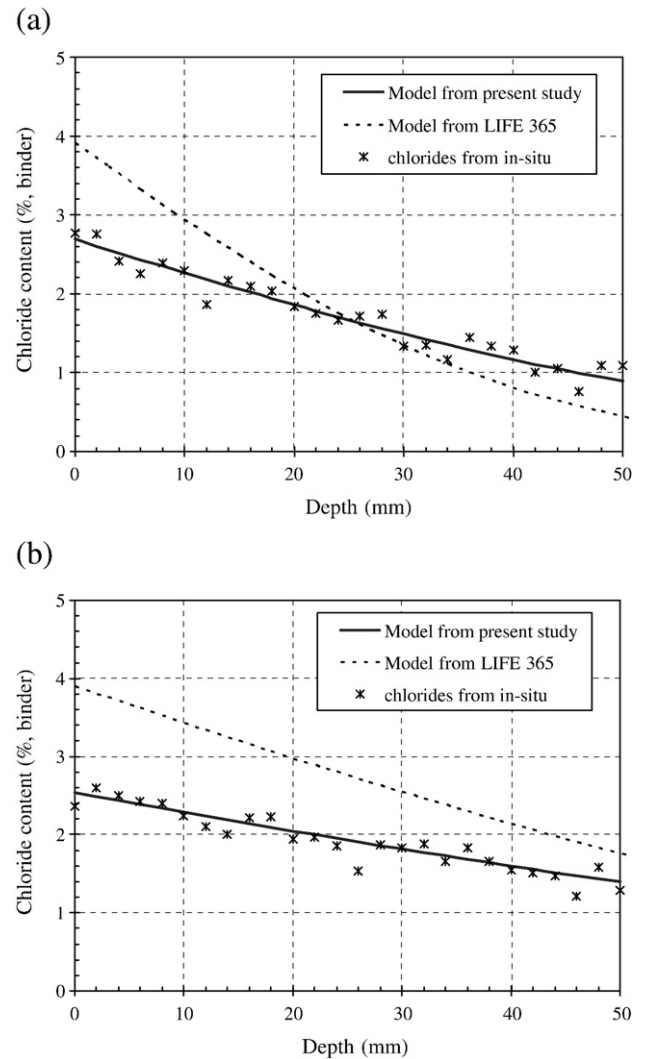 (a)
5
4
3
2
1
0
Chloride content (%, binder)
Model from present study
Model from LIFE 365
chlorides from in-situ
0 10 20 30 40 50
Depth (mm)
(b)
5
4
3
2
1
0
Chloride content (%, binder)
Model from present study
Model from LIFE 365
chlorides from in-situ
0 10 20 30 40 50
Depth (mm)